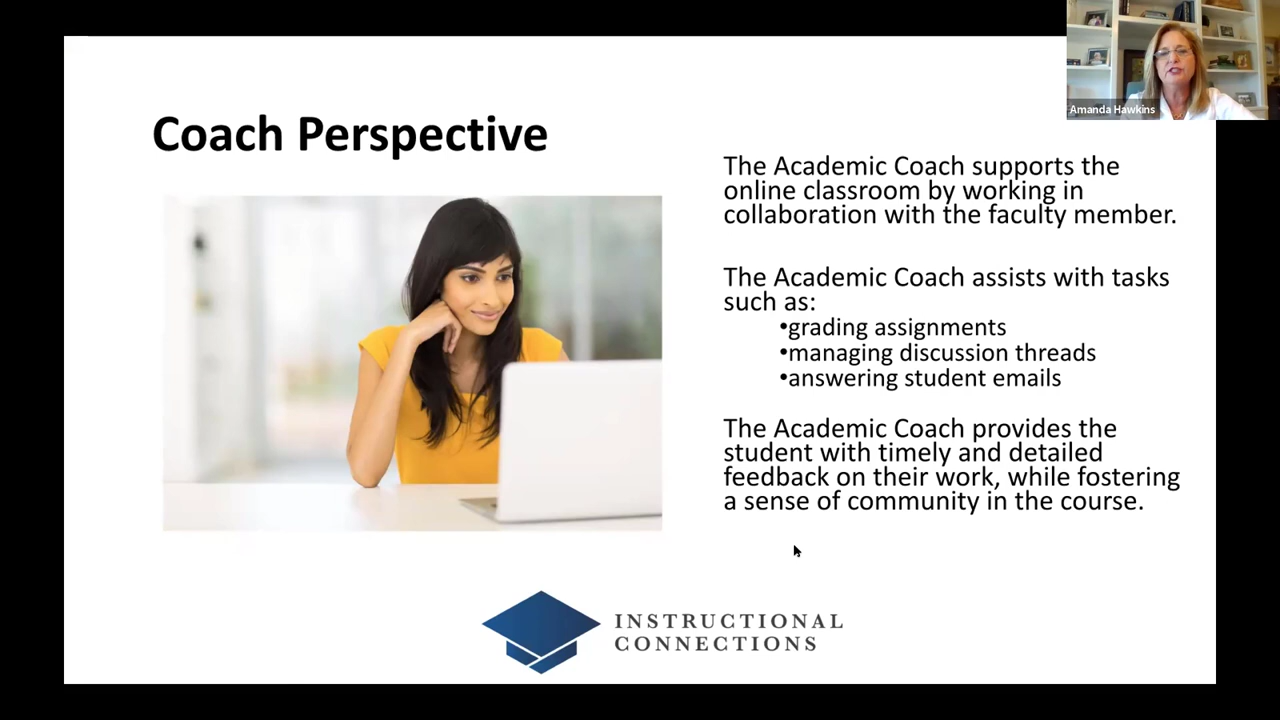 Amanda Hawkins
Coach Perspective
The Academic Coach supports the
online classroom by working in
collaboration with the faculty member.
The Academic Coach assists with tasks
such as:
•grading assignments
•managing discussion threads
•answering student emails
The Academic Coach provides the
student with timely and detailed
feedback on their work, while fostering
a sense of community in the course.
INSTRUCTIONAL
CONNECTIONS